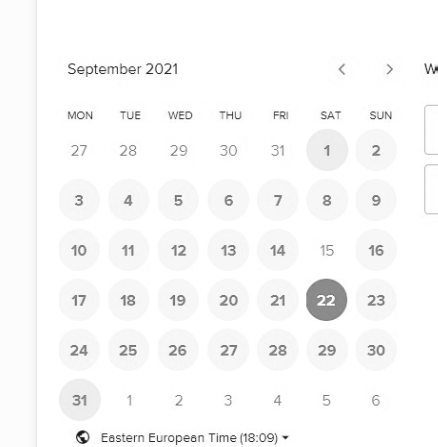 September 2021
MON TUE WED THU FRI SAT SUN
27 28 29 30 31 1 2
3 4 5 6 7 8 9
10 11 12 13 14 15 16
17 18 19 20 21 22 23
24 25 26 27 28 29 30
31 1 2 3 4 5 6
Eastern European Time (18:09)